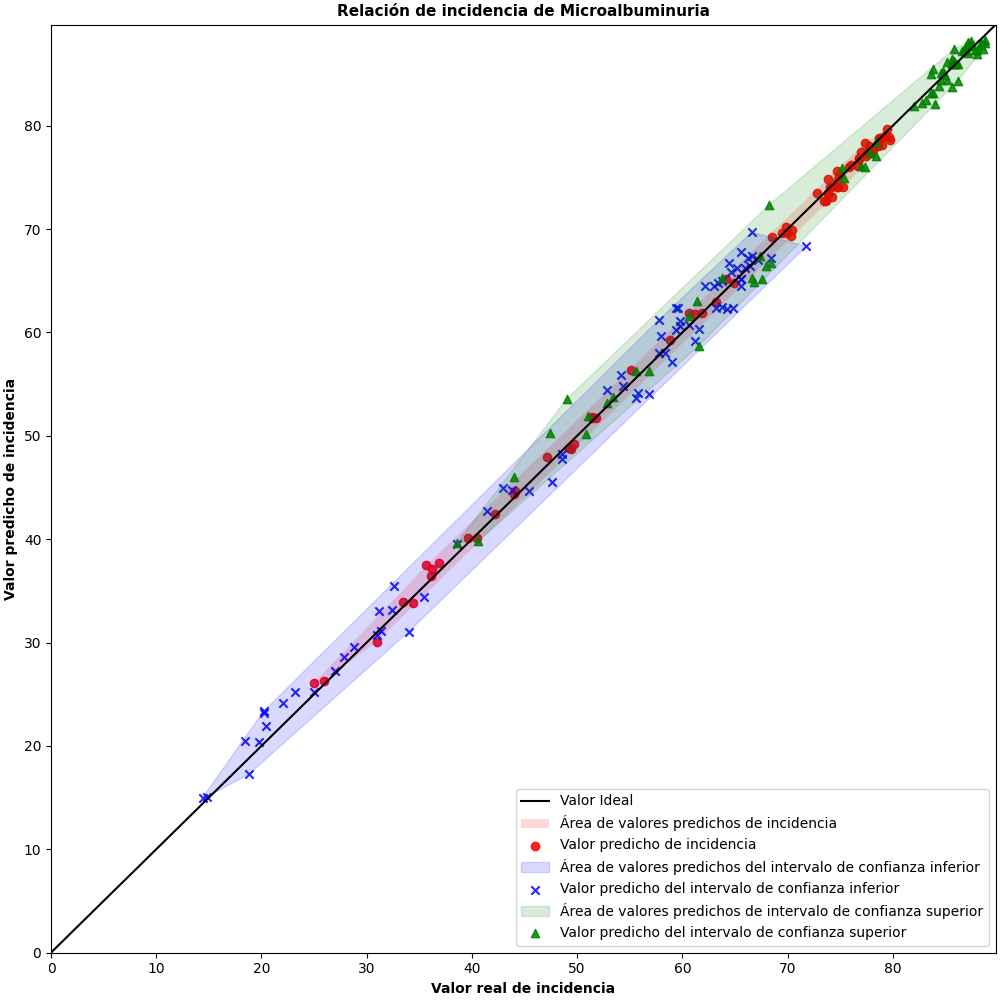 Relación de incidencia de Microalbuminuria
Valor predicho de incidencia
80
70
60
50
40
30
20
10
0
0 10 20 30 40 50 60 70 80
Valor real de incidencia
Valor Ideal
Área de valores predichos de incidencia
Valor predicho de incidencia
Área de valores predichos del intervalo de confianza inferior
Valor predicho del intervalo de confianza inferior
Área de valores predichos de intervalo de confianza superior
Valor predicho del intervalo de confianza superior